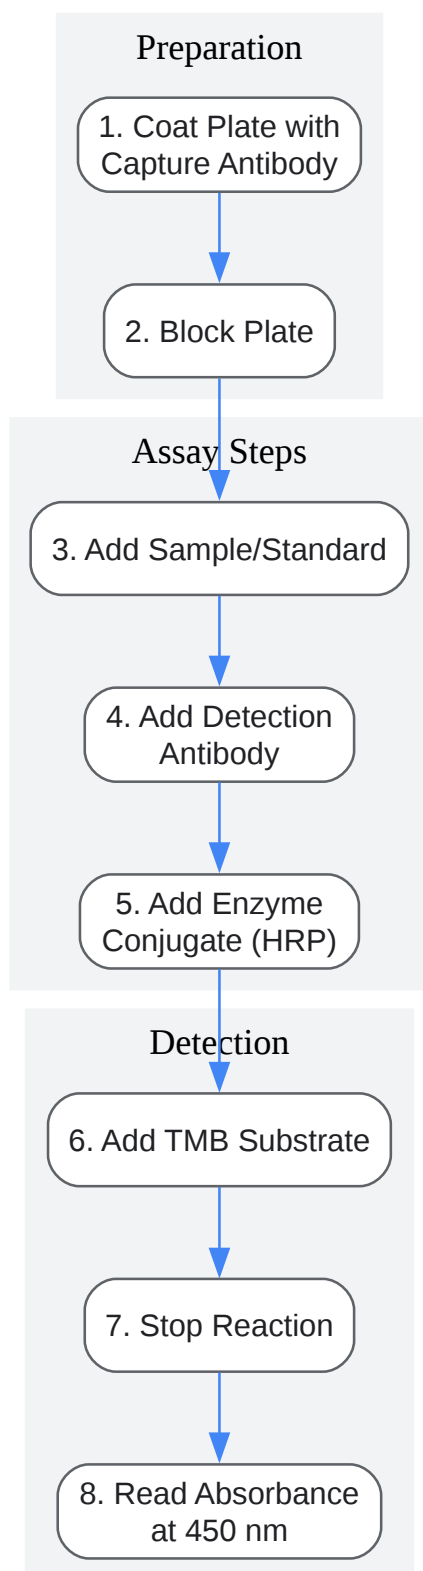 Preparation
1. Coat Plate with
Capture Antibody
2. Block Plate
Assay Steps
3. Add Sample/Standard
4. Add Detection
Antibody
5. Add Enzyme
Conjugate (HRP)
Detection
6. Add TMB Substrate
7. Stop Reaction
8. Read Absorbance
at 450 nm